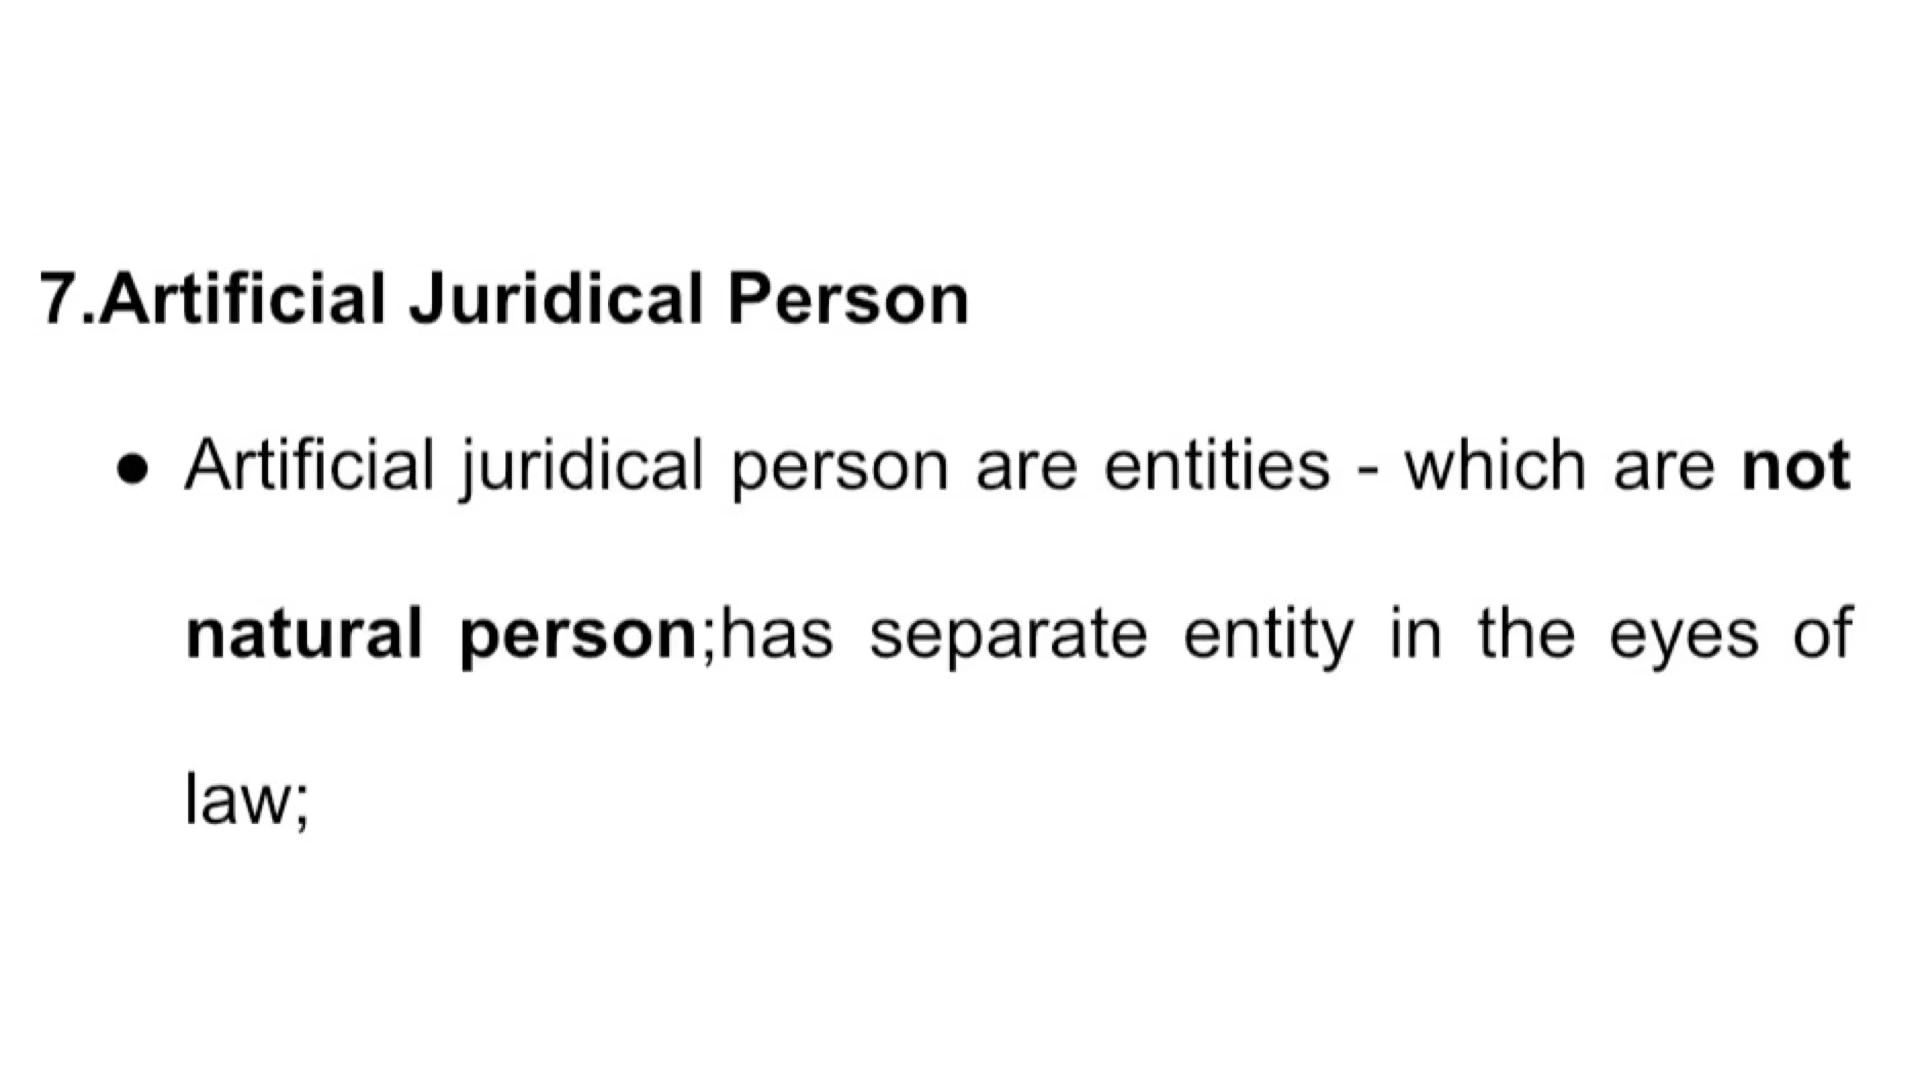 7.Artificial Juridical Person
● Artificial juridical person are entities - which are not
natural person;has separate entity in the eyes of
law;